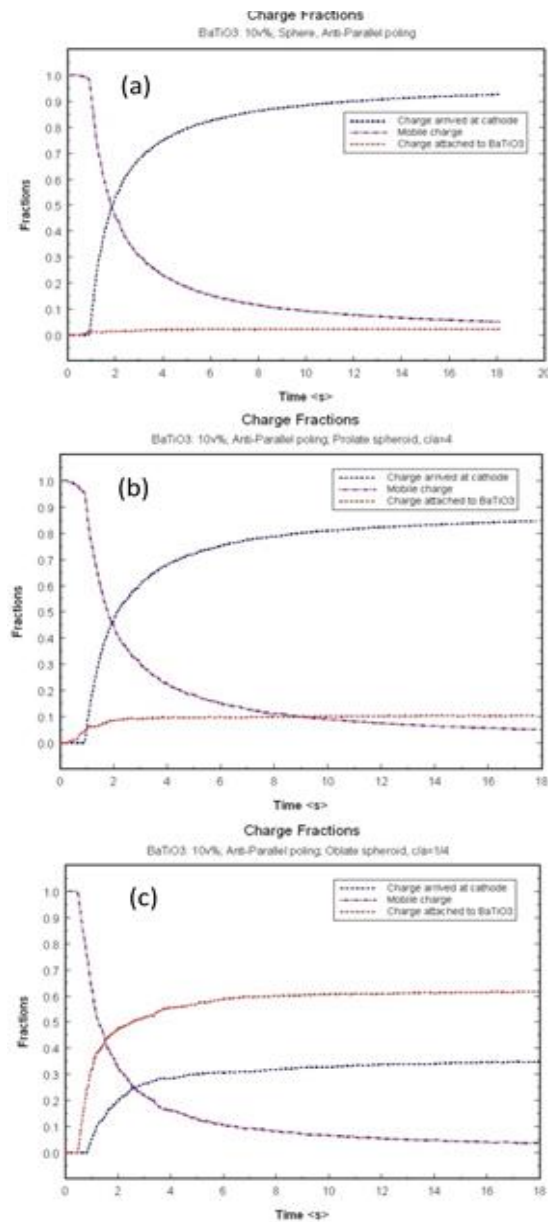 Charge Fractions
BaTiO3: 10v%, Sphere, Anti-Parallel poling
(a)
Charge arrived at cathode
Mobile charge
Charge attached to BaTiO3
1.0
0.9
0.8
0.7
0.6
0.5
0.4
0.3
0.2
0.1
0.0
Fractions
0 2 4 6 8 10 12 14 16 18 20
Time <s>
Charge Fractions
BaTiO3: 10v%, Anti-Parallel poling; Prolate spheroid, c/a=4
(b)
Charge arrived at cathode
Mobile charge
Charge attached to BaTiO3
1.0
0.9
0.8
0.7
0.6
0.5
0.4
0.3
0.2
0.1
0.0
Fractions
0 2 4 6 8 10 12 14 16 18
Time <s>
Charge Fractions
BaTiO3: 10v%, Anti-Parallel poling; Oblate spheroid, c/a=1/4
(c)
Charge arrived at cathode
Mobile charge
Charge attached to BaTiO3
1.0
0.9
0.8
0.7
0.6
0.5
0.4
0.3
0.2
0.1
0.0
Fractions
0 2 4 6 8 10 12 14 16 18
Time <s>